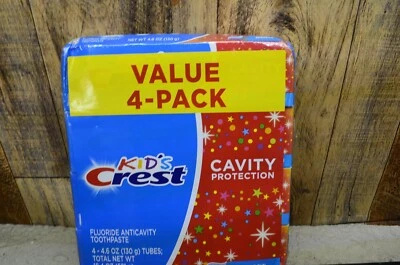 NET WT 4.6 OZ (130 g)
VALUE
4-PACK
KID'S
Crest
CAVITY
PROTECTION
FLUORIDE ANTICAVITY
TOOTHPASTE
4 - 4.6 OZ (130 g) TUBES;
TOTAL NET WT